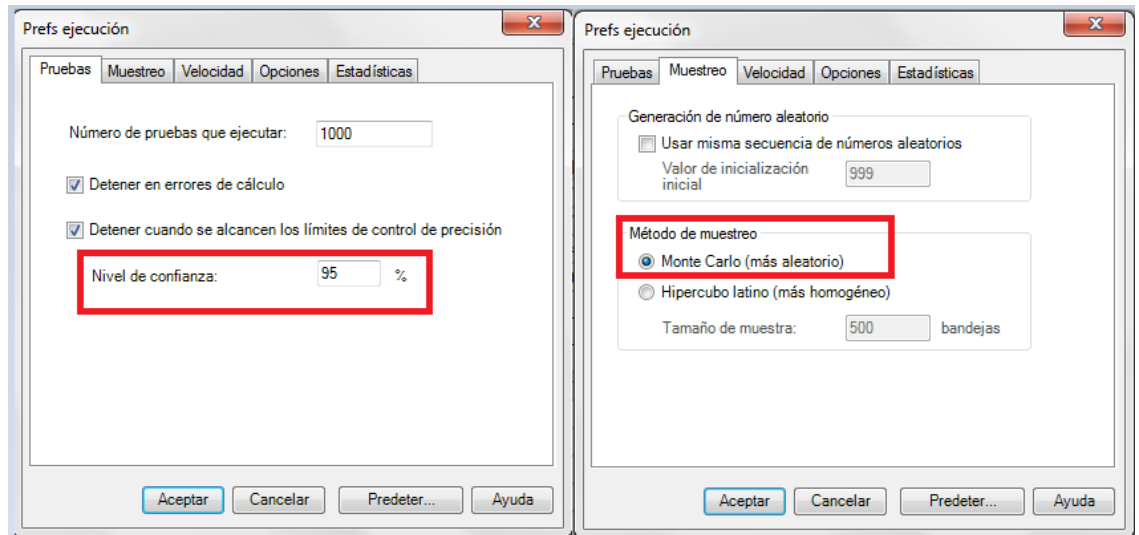 Prefs ejecución
Pruebas Muestreo Velocidad Opciones Estadísticas
Número de pruebas que ejecutar: 1000
Detener en errores de cálculo
Detener cuando se alcancen los límites de control de precisión
Nivel de confianza: 95 %
Aceptar Cancelar Predeter... Ayuda
Prefs ejecución
Pruebas Muestreo Velocidad Opciones Estadísticas
Generación de número aleatorio
Usar misma secuencia de números aleatorios
Valor de inicialización
inicial 999
Método de muestreo
Monte Carlo (más aleatorio)
Hipercubo latino (más homogéneo)
Tamaño de muestra: 500 bandejas
Aceptar Cancelar Predeter... Ayuda